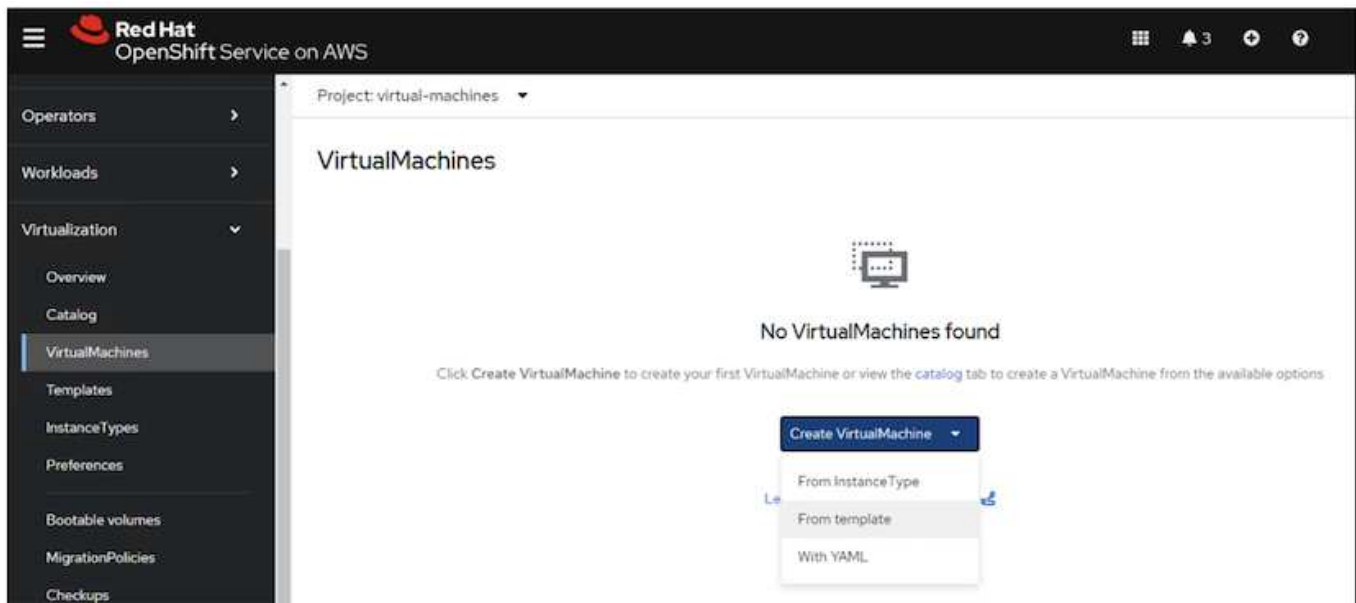 Red Hat
OpenShift Service on AWS
3
Operators
Workloads
Virtualization
Overview
Catalog
VirtualMachines
Templates
InstanceTypes
Preferences
Bootable volumes
MigrationPolicies
Checkups
Project: virtual-machines
VirtualMachines
No VirtualMachines found
Click Create VirtualMachine to create your first VirtualMachine or view the catalog tab to create a VirtualMachine from the available options
Create VirtualMachine
From InstanceType
Le
From template
With YAML